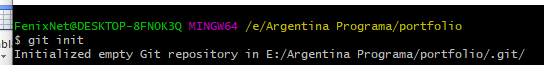 FenixNet@DESKTOP-8FNOK3Q MINGW64 /e/Argentina Programa/portfolio
$ git init
Initialized empty Git repository in E:/Argentina Programa/portfolio/.git/